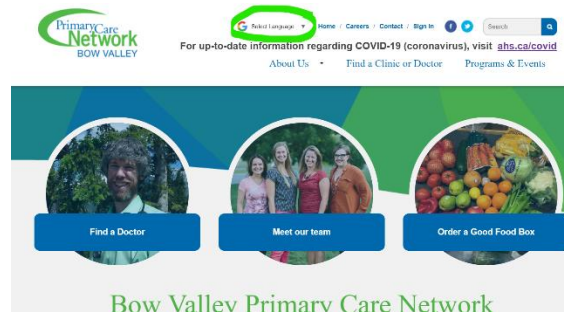 Primary Care
Network
BOW VALLEY
Select Language ▼ Home / Careers / Contact / Sign In Search
For up-to-date information regarding COVID-19 (coronavirus), visit ahs.ca/covid
About Us Find a Clinic or Doctor Programs & Events
Find a Doctor Meet our team Order a Good Food Box
Bow Valley Primary Care Network